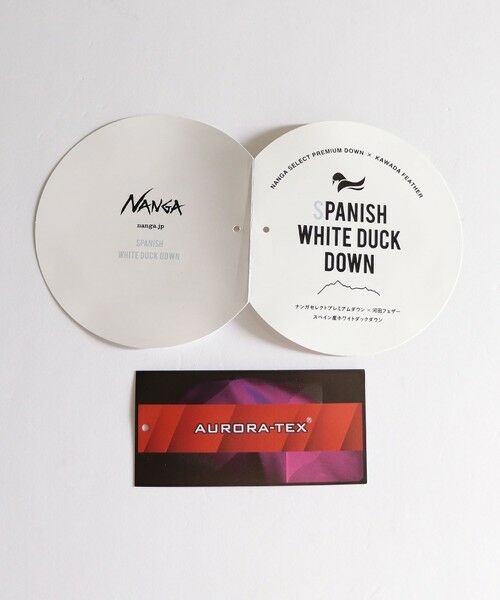 NANGA
nanga.jp
SPANISH
WHITE DUCK DOWN
NANGA SELECT PREMIUM DOWN × KAWADA FEATHER
SPANISH
WHITE DUCK
DOWN
ナンガセレクトプレミアムダウン × 河田フェザー
スペイン産ホワイトダックダウン
AURORA-TEX®